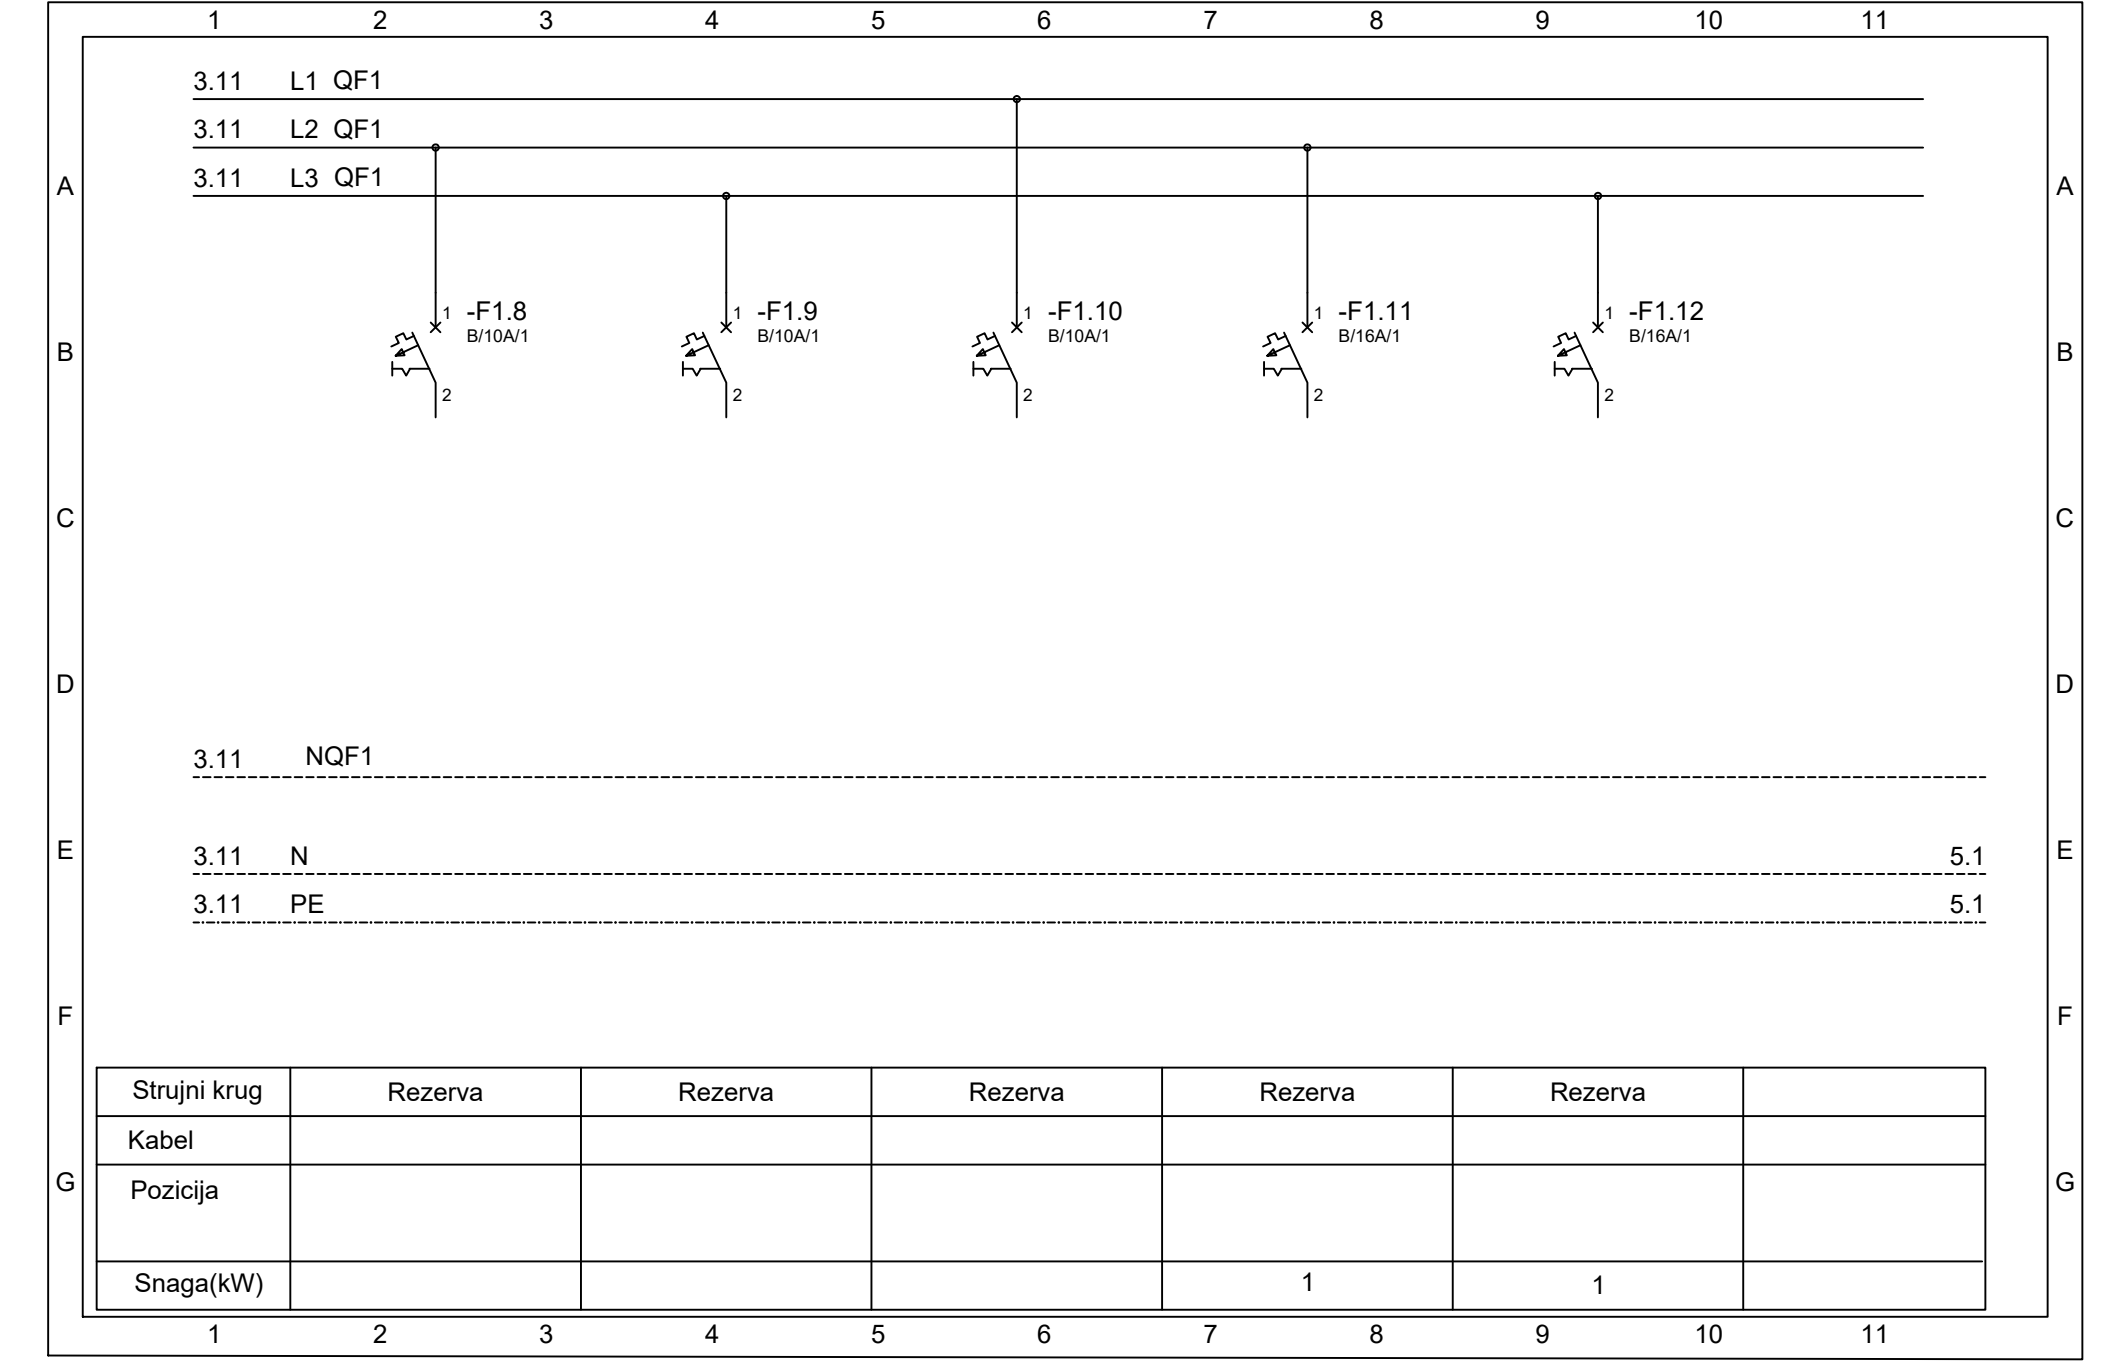 1 2 3 4 5 6 7 8 9 10 11
3.11 L1 QF1
3.11 L2 QF1
3.11 L3 QF1
A A
1 -F1.8 1 -F1.9 1 -F1.10 1 -F1.11 1 -F1.12
B/10A/1 B/10A/1 B/10A/1 B/16A/1 B/16A/1
B B
2 2 2 2 2
C C
D D
3.11 NQF1
E 3.11 N 5.1 E
3.11 PE 5.1
F F
Strujni krug Rezerva Rezerva Rezerva Rezerva Rezerva
Kabel
G Pozicija G
Snaga(kW) 1 1
1 2 3 4 5 6 7 8 9 10 11